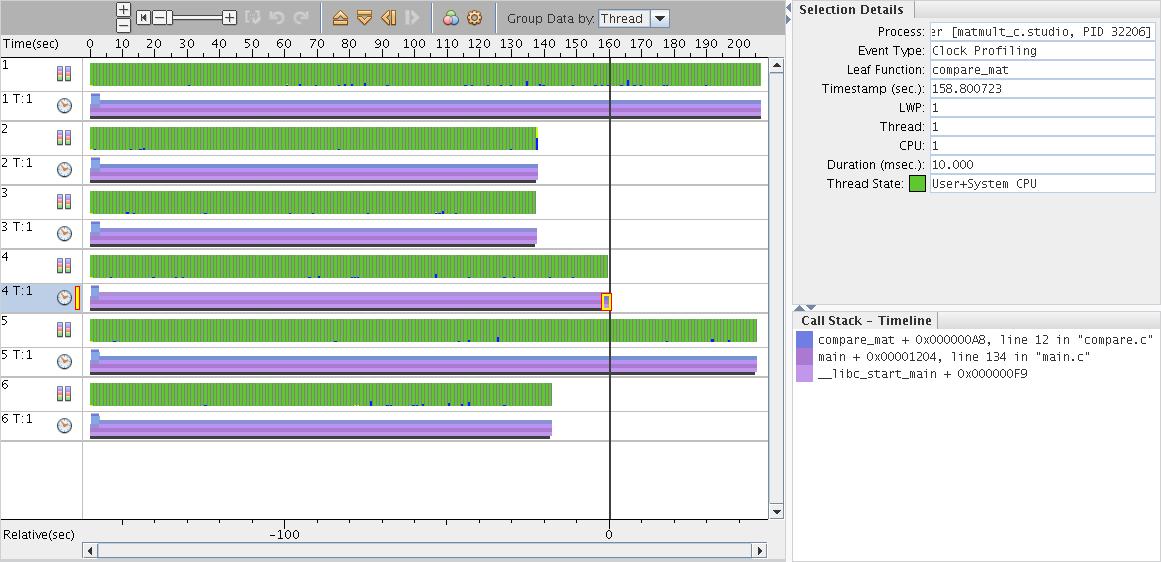 Group Data by: Thread
Time(sec) 0 10 20 30 40 50 60 70 80 90 100 110 120 130 140 150 160 170 180 190 200
1
1 T:1
2
2 T:1
3
3 T:1
4
4 T:1
5
5 T:1
6
6 T:1
Relative(sec) -100 0
Selection Details
Process: er [matmult_c.studio, PID 32206]
Event Type: Clock Profiling
Leaf Function: compare_mat
Timestamp (sec.): 158.800723
LWP: 1
Thread: 1
CPU: 1
Duration (msec.): 10.000
Thread State: User+System CPU
Call Stack - Timeline
compare_mat + 0x000000A8, line 12 in "compare.c"
main + 0x00001204, line 134 in "main.c"
__libc_start_main + 0x000000F9